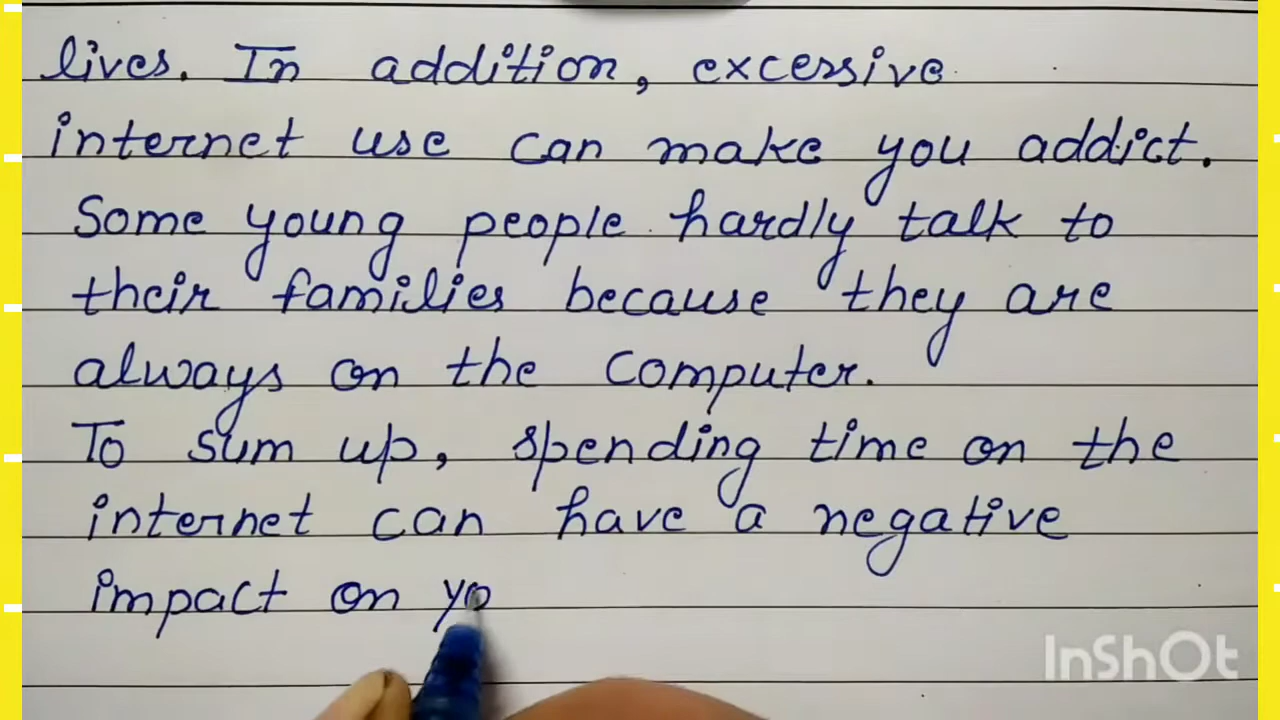 lives. In addition, excessive
internet use can make you addict.
Some young people hardly talk to
their families because they are
always on the computer.
To sum up, spending time on the
internet can have a negative
impact on yo
InShOt